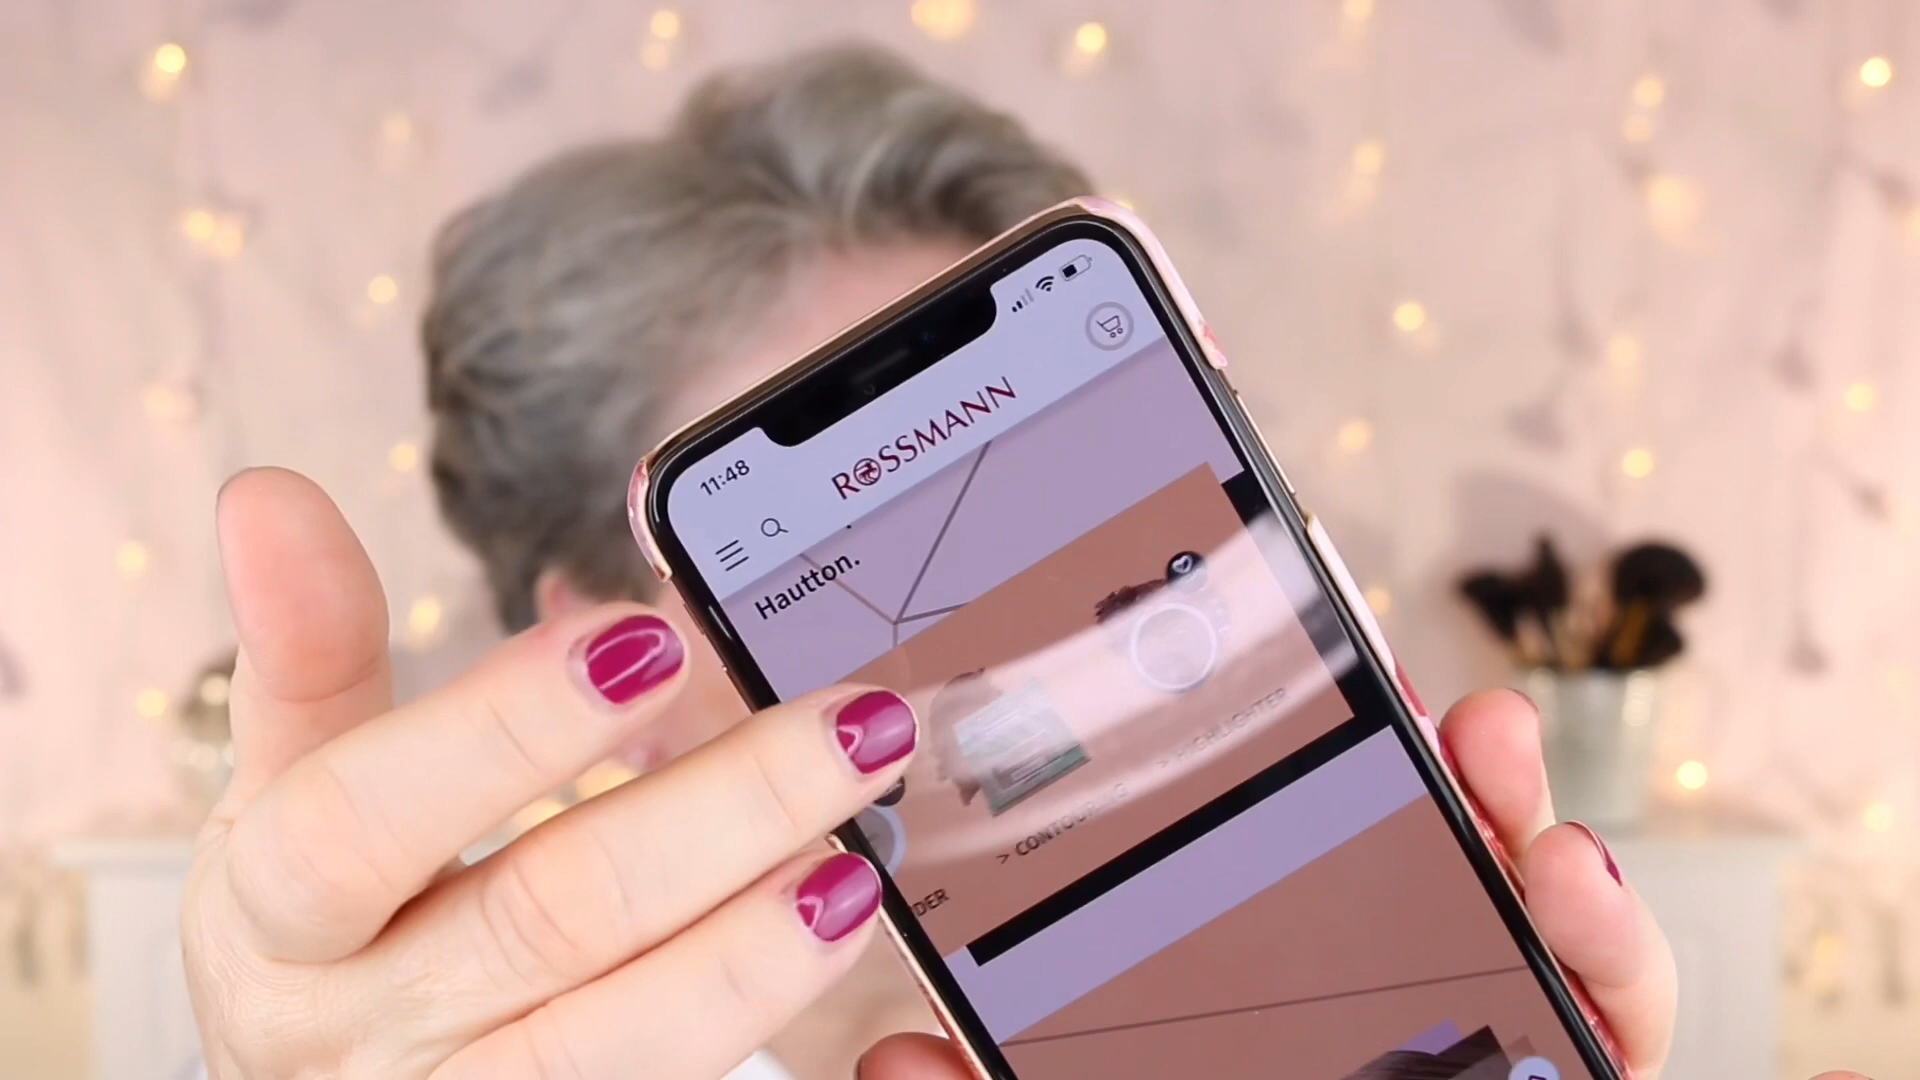 11:48
ROSSMANN
Hautton.
> HIGHLIGHTER
> CONTOURING